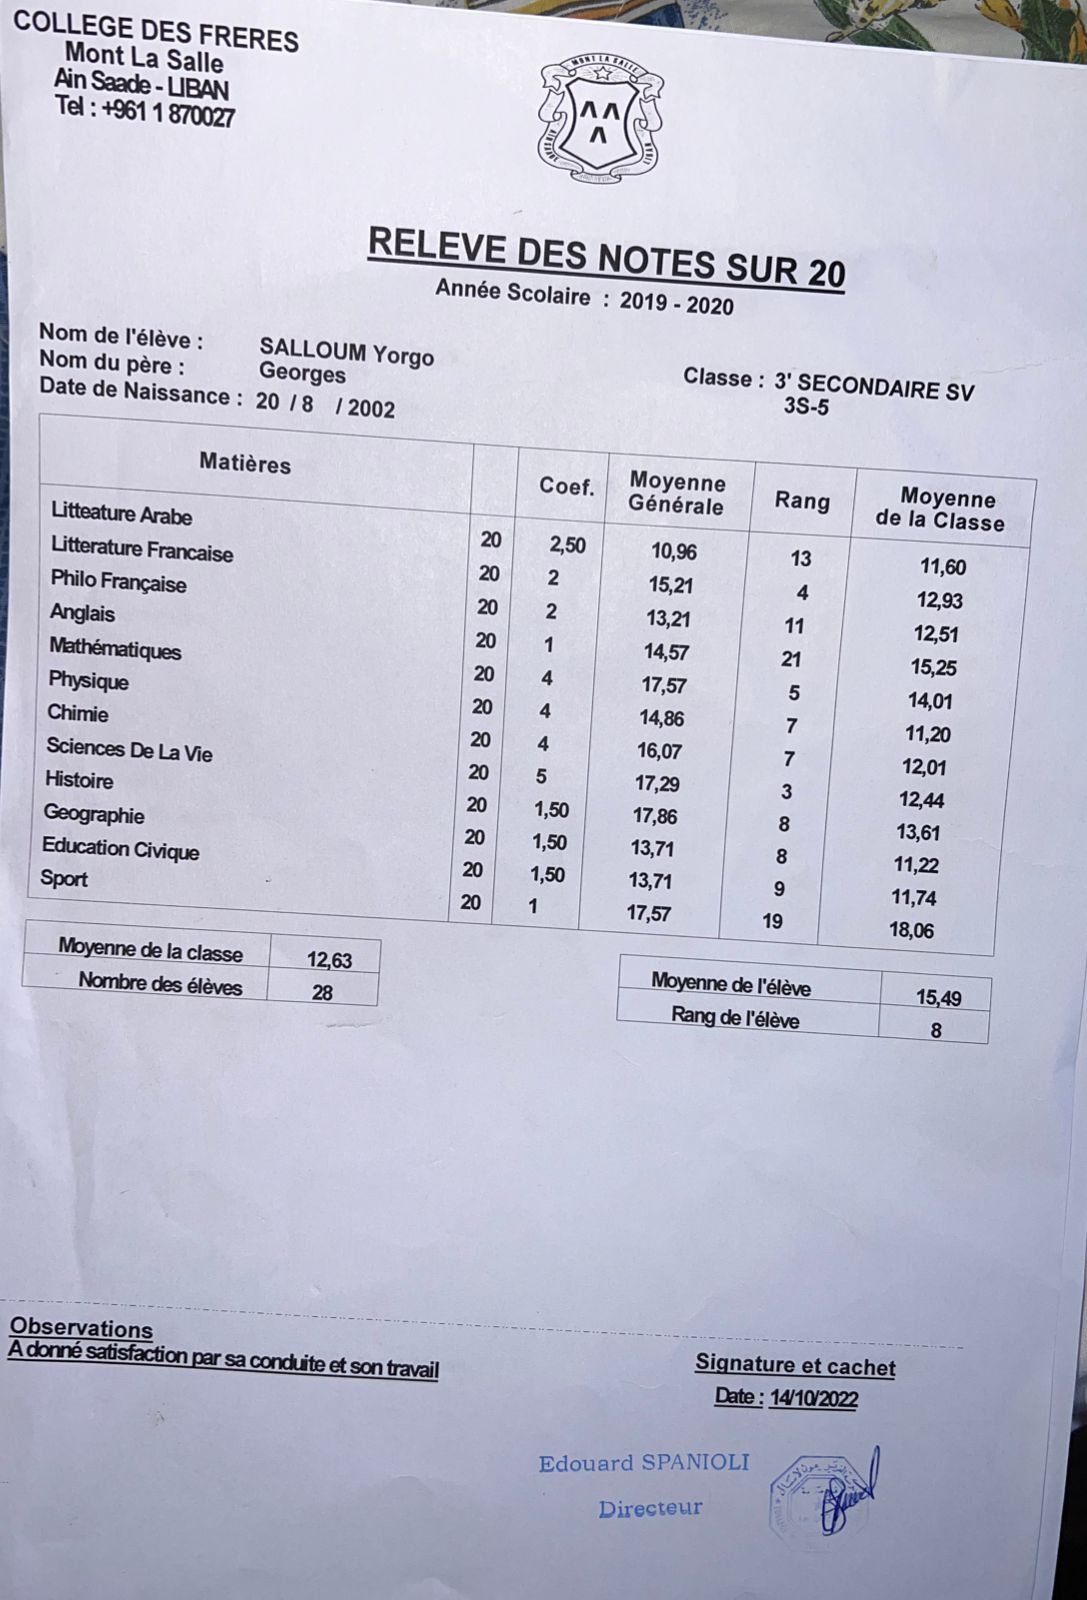 COLLEGE DES FRERES
Mont La Salle
Ain Saade - LIBAN
Tel : +961 1 870027
MONT LA SALLE
RELEVE DES NOTES SUR 20
Année Scolaire : 2019 - 2020
Nom de l'élève : SALLOUM Yorgo
Nom du père : Georges
Date de Naissance : 20 / 8 / 2002
Classe : 3' SECONDAIRE SV
3S-5
Matières Coef. Moyenne Générale Rang Moyenne de la Classe
Litteature Arabe 20 2,50 10,96 13 11,60
Litterature Francaise 20 2 15,21 4 12,93
Philo Française 20 2 13,21 11 12,51
Anglais 20 1 14,57 21 15,25
Mathématiques 20 4 17,57 5 14,01
Physique 20 4 14,86 7 11,20
Chimie 20 4 16,07 7 12,01
Sciences De La Vie 20 5 17,29 3 12,44
Histoire 20 1,50 17,86 8 13,61
Geographie 20 1,50 13,71 8 11,22
Education Civique 20 1,50 13,71 9 11,74
Sport 20 1 17,57 19 18,06
Moyenne de la classe 12,63
Nombre des élèves 28
Moyenne de l'élève 15,49
Rang de l'élève 8
Observations
A donné satisfaction par sa conduite et son travail
Signature et cachet
Date : 14/10/2022
Edouard SPANIOLI
Directeur